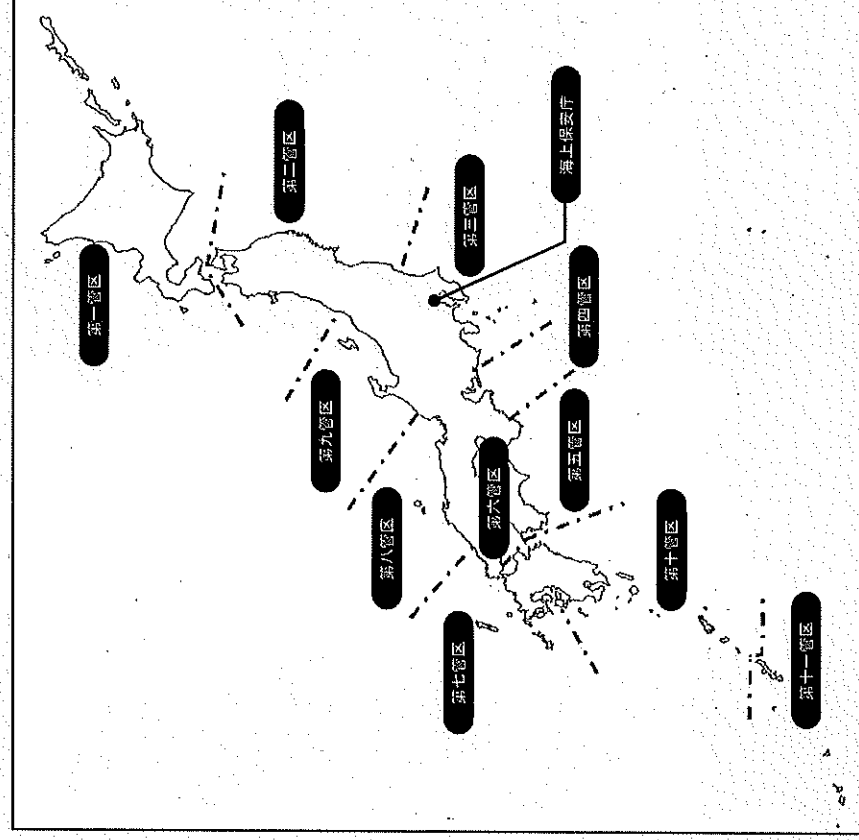 第一管区
第二管区
第三管区
海上保安庁
第四管区
第五管区
第六管区
第七管区
第八管区
第九管区
第十管区
第十一管区